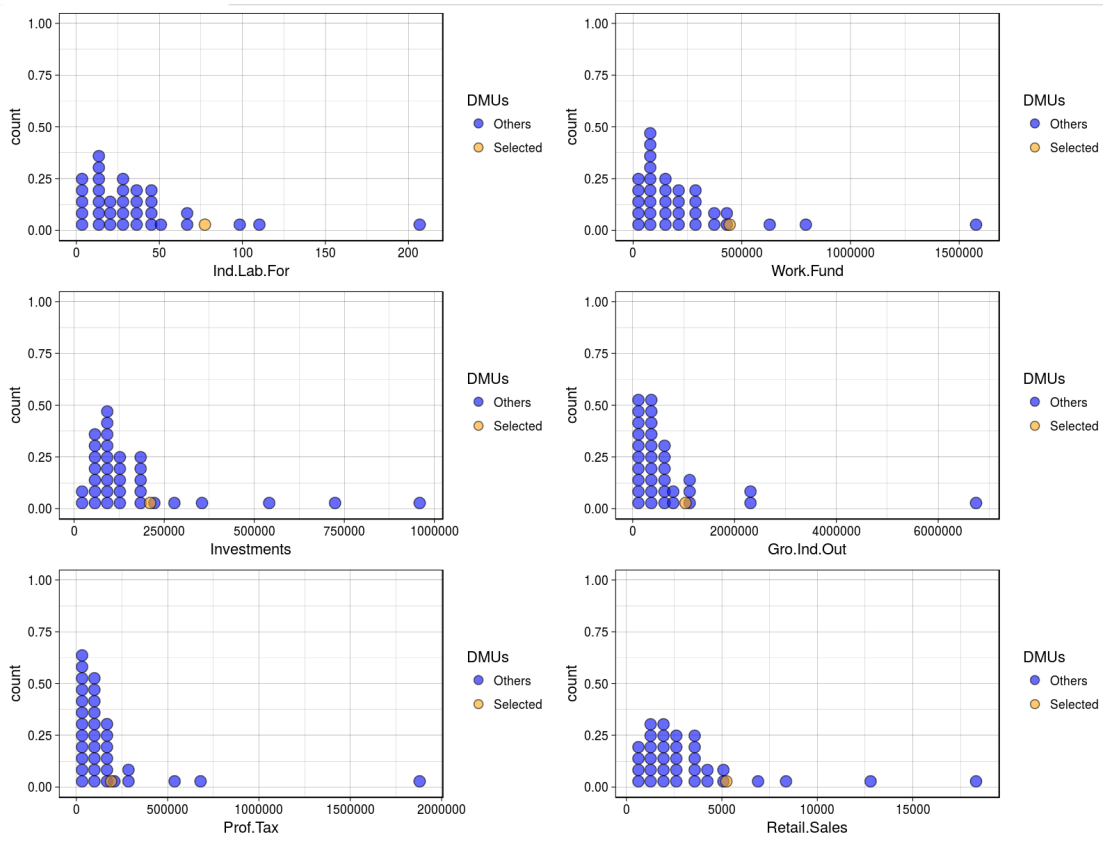 1.00
0.75
0.50
0.25
0.00
count
0 50 100 150 200
Ind.Lab.For
DMUs
Others
Selected
1.00
0.75
0.50
0.25
0.00
count
0 500000 1000000 1500000
Work.Fund
DMUs
Others
Selected
1.00
0.75
0.50
0.25
0.00
count
0 250000 500000 750000 1000000
Investments
DMUs
Others
Selected
1.00
0.75
0.50
0.25
0.00
count
0 2000000 4000000 6000000
Gro.Ind.Out
DMUs
Others
Selected
1.00
0.75
0.50
0.25
0.00
count
0 500000 1000000 1500000 2000000
Prof.Tax
DMUs
Others
Selected
1.00
0.75
0.50
0.25
0.00
count
0 5000 10000 15000
Retail.Sales
DMUs
Others
Selected